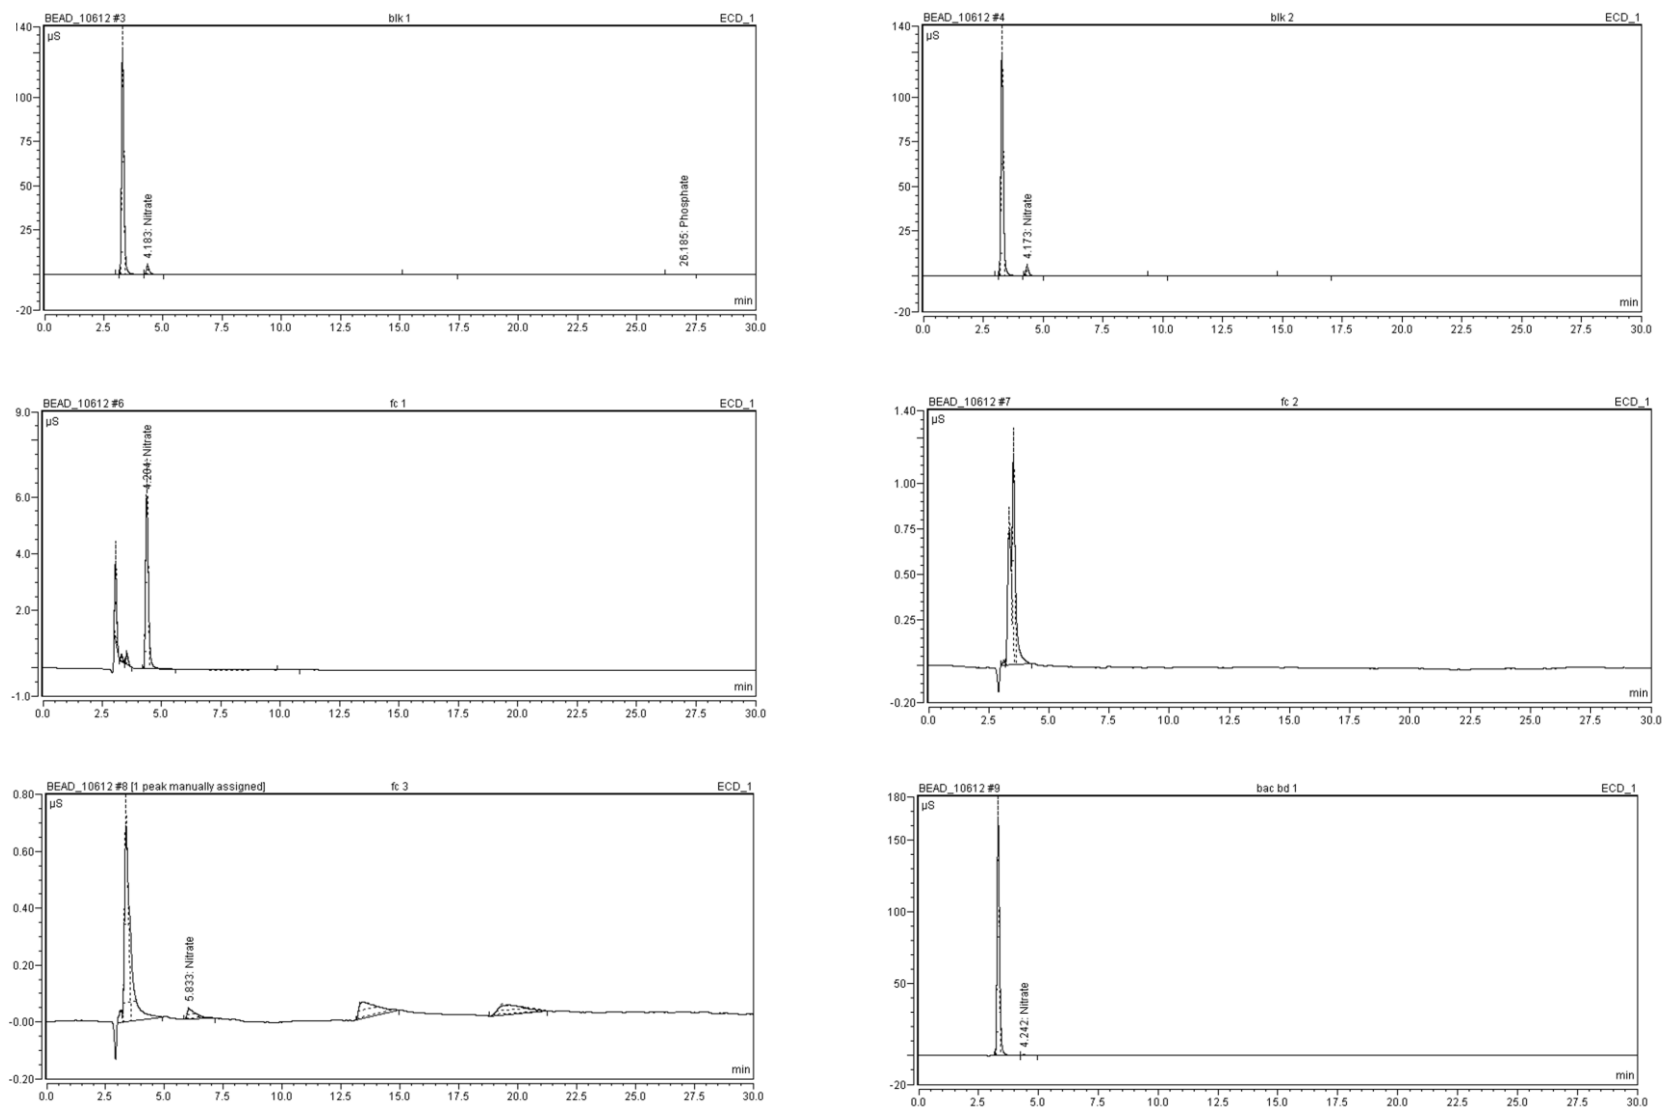 BEAD_10612 #3 blk 1 ECD_1
140
µS
100
75
50
25
-20
4.183: Nitrate
26.185: Phosphate
min
0.0 2.5 5.0 7.5 10.0 12.5 15.0 17.5 20.0 22.5 25.0 27.5 30.0
BEAD_10612 #4 blk 2 ECD_1
140
µS
100
75
50
25
-20
4.173: Nitrate
min
0.0 2.5 5.0 7.5 10.0 12.5 15.0 17.5 20.0 22.5 25.0 27.5 30.0
BEAD_10612 #6 fc 1 ECD_1
9.0
µS
6.0
4.0
2.0
-1.0
4.204: Nitrate
min
0.0 2.5 5.0 7.5 10.0 12.5 15.0 17.5 20.0 22.5 25.0 27.5 30.0
BEAD_10612 #7 fc 2 ECD_1
1.40
µS
1.00
0.75
0.50
0.25
-0.20
min
0.0 2.5 5.0 7.5 10.0 12.5 15.0 17.5 20.0 22.5 25.0 27.5 30.0
BEAD_10612 #8 [1 peak manually assigned] fc 3 ECD_1
0.80
µS
0.60
0.40
0.20
-0.00
-0.20
5.833: Nitrate
min
0.0 2.5 5.0 7.5 10.0 12.5 15.0 17.5 20.0 22.5 25.0 27.5 30.0
BEAD_10612 #9 bac bd 1 ECD_1
180
µS
150
100
50
-20
4.242: Nitrate
min
0.0 2.5 5.0 7.5 10.0 12.5 15.0 17.5 20.0 22.5 25.0 27.5 30.0